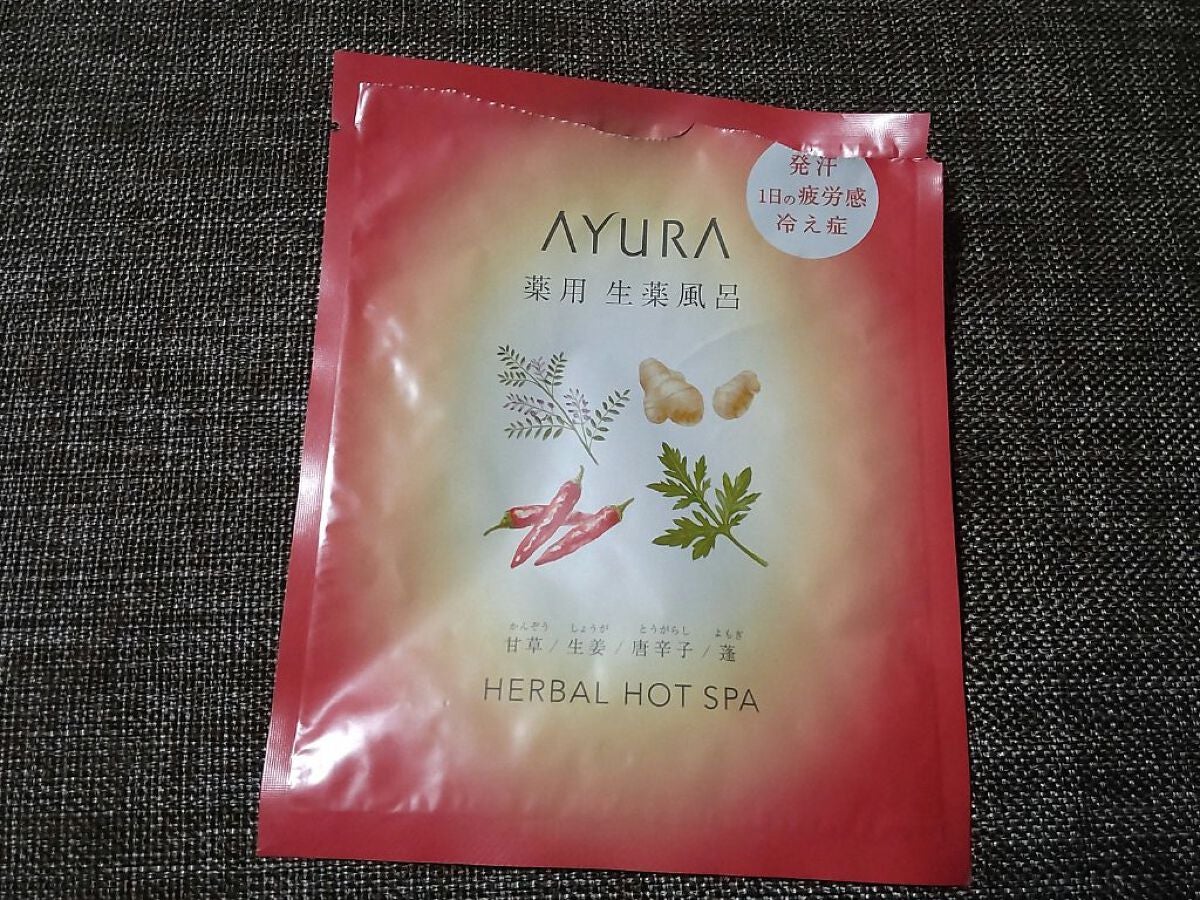 発汗
1日の疲労感
冷え症
AYURA
薬用 生薬風呂
かんぞう しょうが とうがらし よもぎ
甘草/生姜/唐辛子/蓬
HERBAL HOT SPA